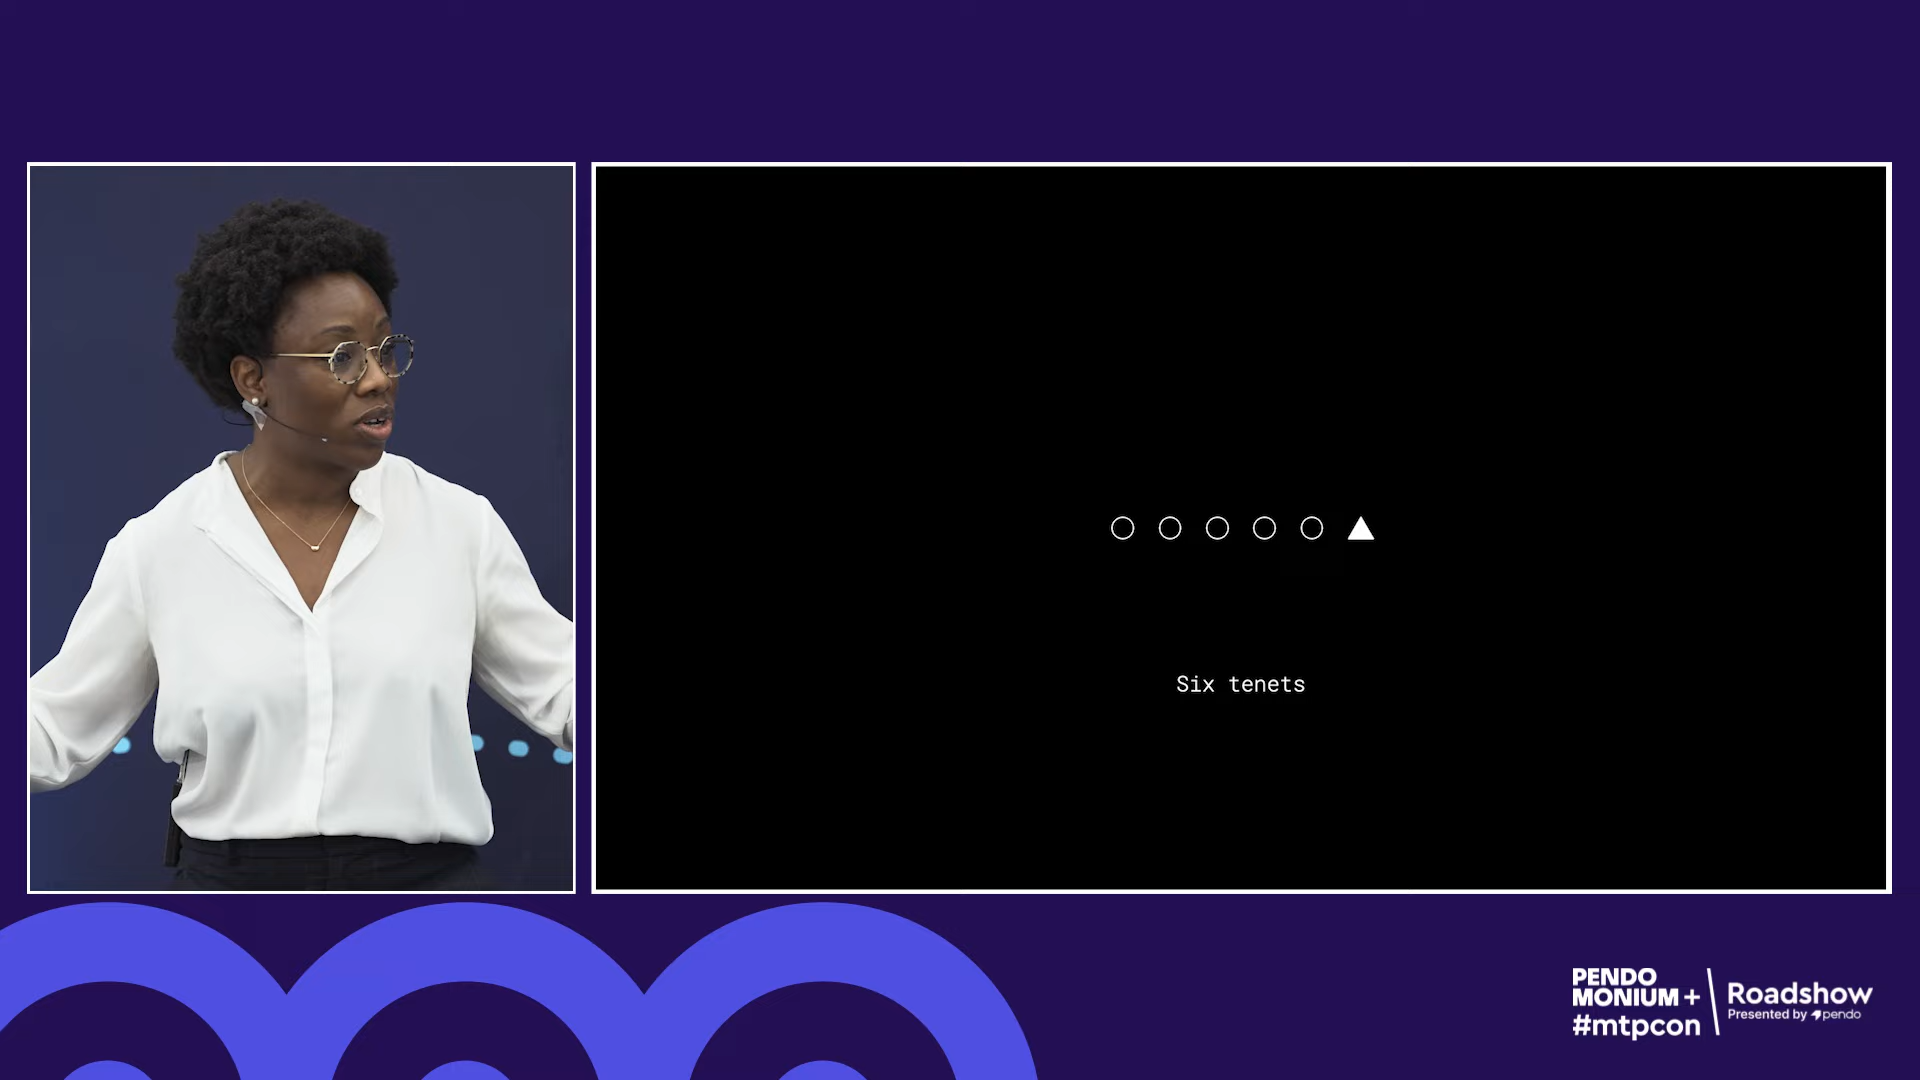 Six tenets
PENDO
MONIUM +
#mtpcon
Roadshow
Presented by pendo